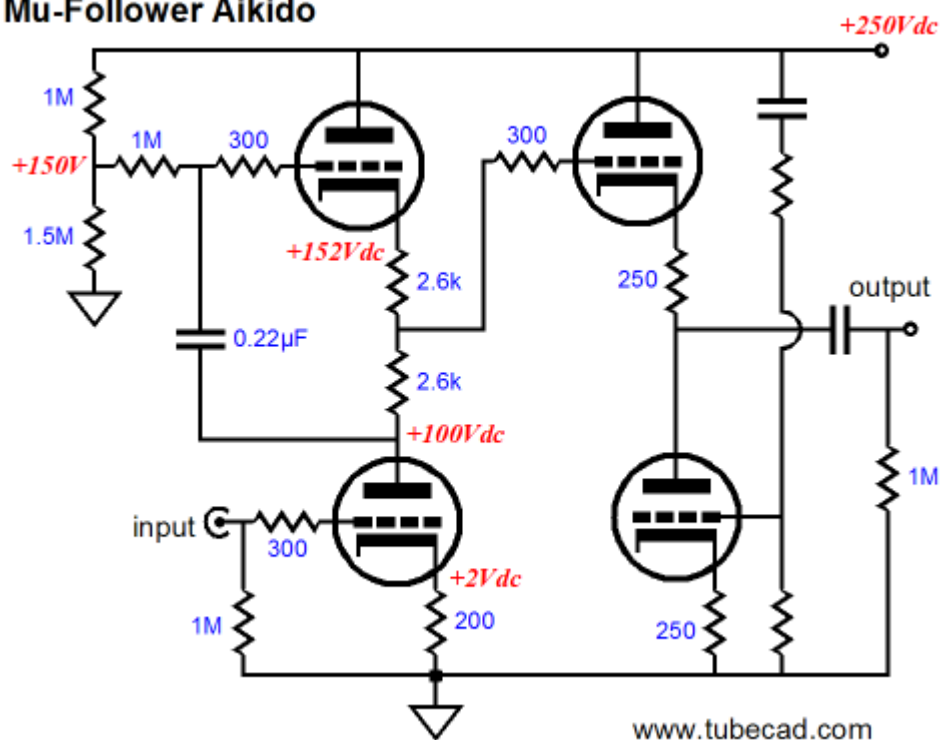 Mu-Follower Aikido
+250Vdc
1M
1M
300
300
+150V
1.5M
+152Vdc
2.6k
250
output
0.22µF
2.6k
+100Vdc
1M
input
300
+2Vdc
1M
200
250
www.tubecad.com